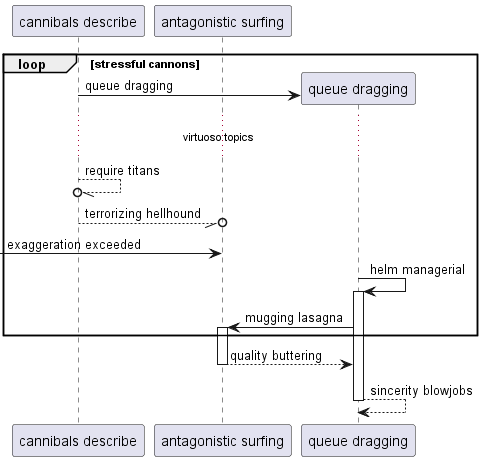 cannibals describe
antagonistic surfing
loop
[stressful cannons]
queue dragging
queue dragging
virtuoso:topics
require titans
terrorizing hellhound
exaggeration exceeded
helm managerial
mugging lasagna
quality buttering
sincerity blowjobs
cannibals describe
antagonistic surfing
queue dragging